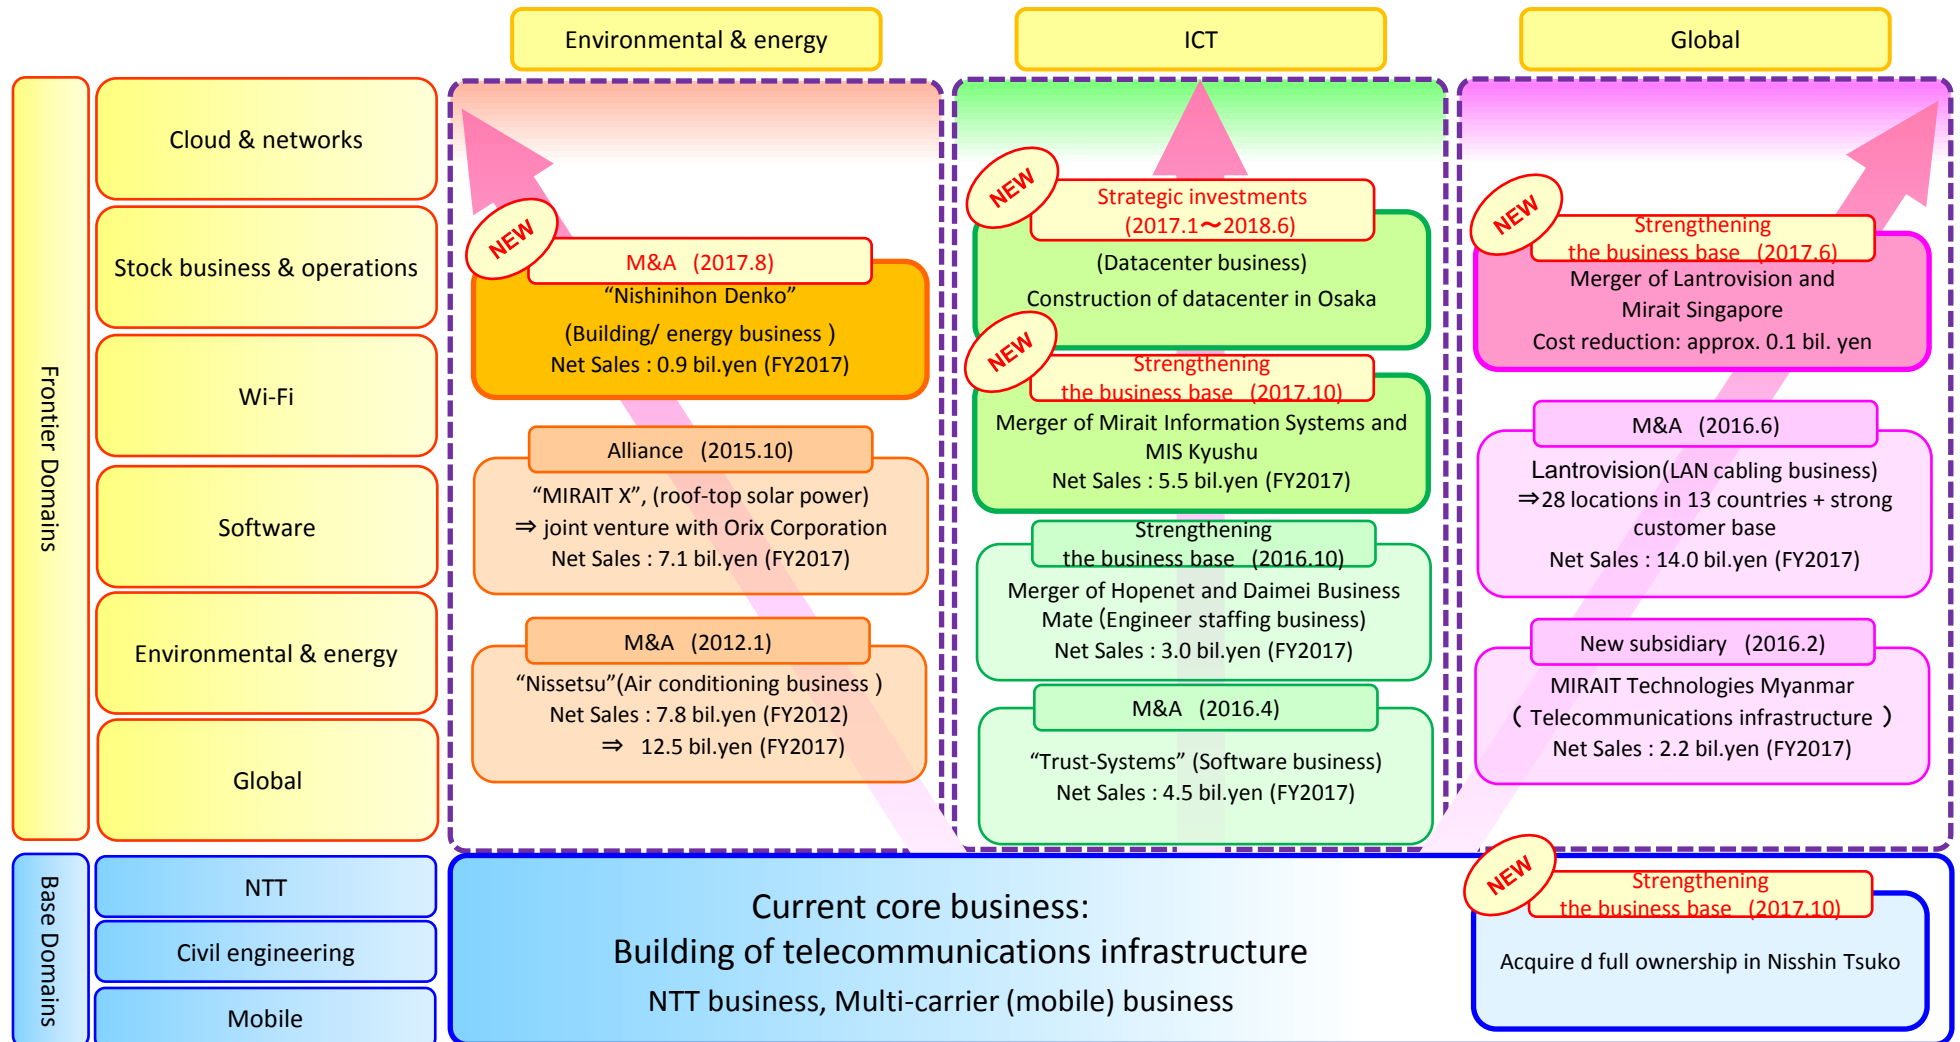 Environmental & energy
ICT
Global
Frontier Domains
Cloud & networks
Stock business & operations
Wi-Fi
Software
Environmental & energy
Global
NEW
M&A (2017.8)
“Nishinihon Denko”
(Building/ energy business )
Net Sales : 0.9 bil.yen (FY2017)
Alliance (2015.10)
“MIRAIT X”, (roof-top solar power)
⇒ joint venture with Orix Corporation
Net Sales : 7.1 bil.yen (FY2017)
M&A (2012.1)
“Nissetsu”(Air conditioning business )
Net Sales : 7.8 bil.yen (FY2012)
⇒ 12.5 bil.yen (FY2017)
NEW
Strategic investments
(2017.1～2018.6)
(Datacenter business)
Construction of datacenter in Osaka
NEW
Strengthening
the business base (2017.10)
Merger of Mirait Information Systems and
MIS Kyushu
Net Sales : 5.5 bil.yen (FY2017)
Strengthening
the business base (2016.10)
Merger of Hopenet and Daimei Business
Mate (Engineer staffing business)
Net Sales : 3.0 bil.yen (FY2017)
M&A (2016.4)
“Trust-Systems” (Software business)
Net Sales : 4.5 bil.yen (FY2017)
NEW
Strengthening
the business base (2017.6)
Merger of Lantrovision and
Mirait Singapore
Cost reduction: approx. 0.1 bil. yen
M&A (2016.6)
Lantrovision(LAN cabling business)
⇒28 locations in 13 countries + strong
customer base
Net Sales : 14.0 bil.yen (FY2017)
New subsidiary (2016.2)
MIRAIT Technologies Myanmar
( Telecommunications infrastructure )
Net Sales : 2.2 bil.yen (FY2017)
Base Domains
NTT
Civil engineering
Mobile
Current core business:
Building of telecommunications infrastructure
NTT business, Multi-carrier (mobile) business
NEW
Strengthening
the business base (2017.10)
Acquire d full ownership in Nisshin Tsuko